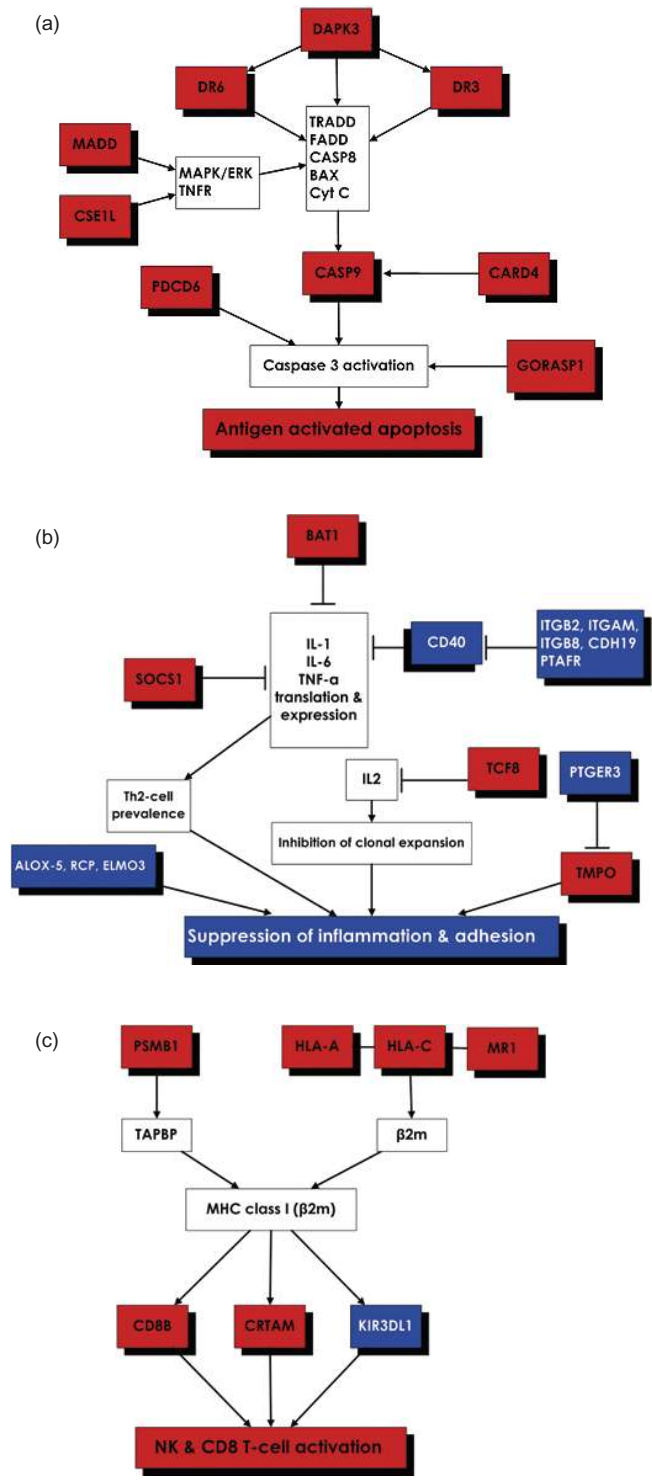 (a)
DAPK3
DR6
DR3
TRADD
FADD
CASP8
BAX
Cyt C
MADD
MAPK/ERK
TNFR
CSE1L
CASP9
CARD4
PDCD6
Caspase 3 activation
GORASP1
Antigen activated apoptosis
(b)
BAT1
IL-1
IL-6
TNF-a
translation &
expression
CD40
ITGB2, ITGAM,
ITGB8, CDH19
PTAFR
SOCS1
IL2
TCF8
PTGER3
Th2-cell
prevalence
Inhibition of clonal expansion
ALOX-5, RCP, ELMO3
TMPO
Suppression of inflammation & adhesion
(c)
PSMB1
HLA-A
HLA-C
MR1
TAPBP
β2m
MHC class I (β2m)
CD8B
CRTAM
KIR3DL1
NK & CD8 T-cell activation